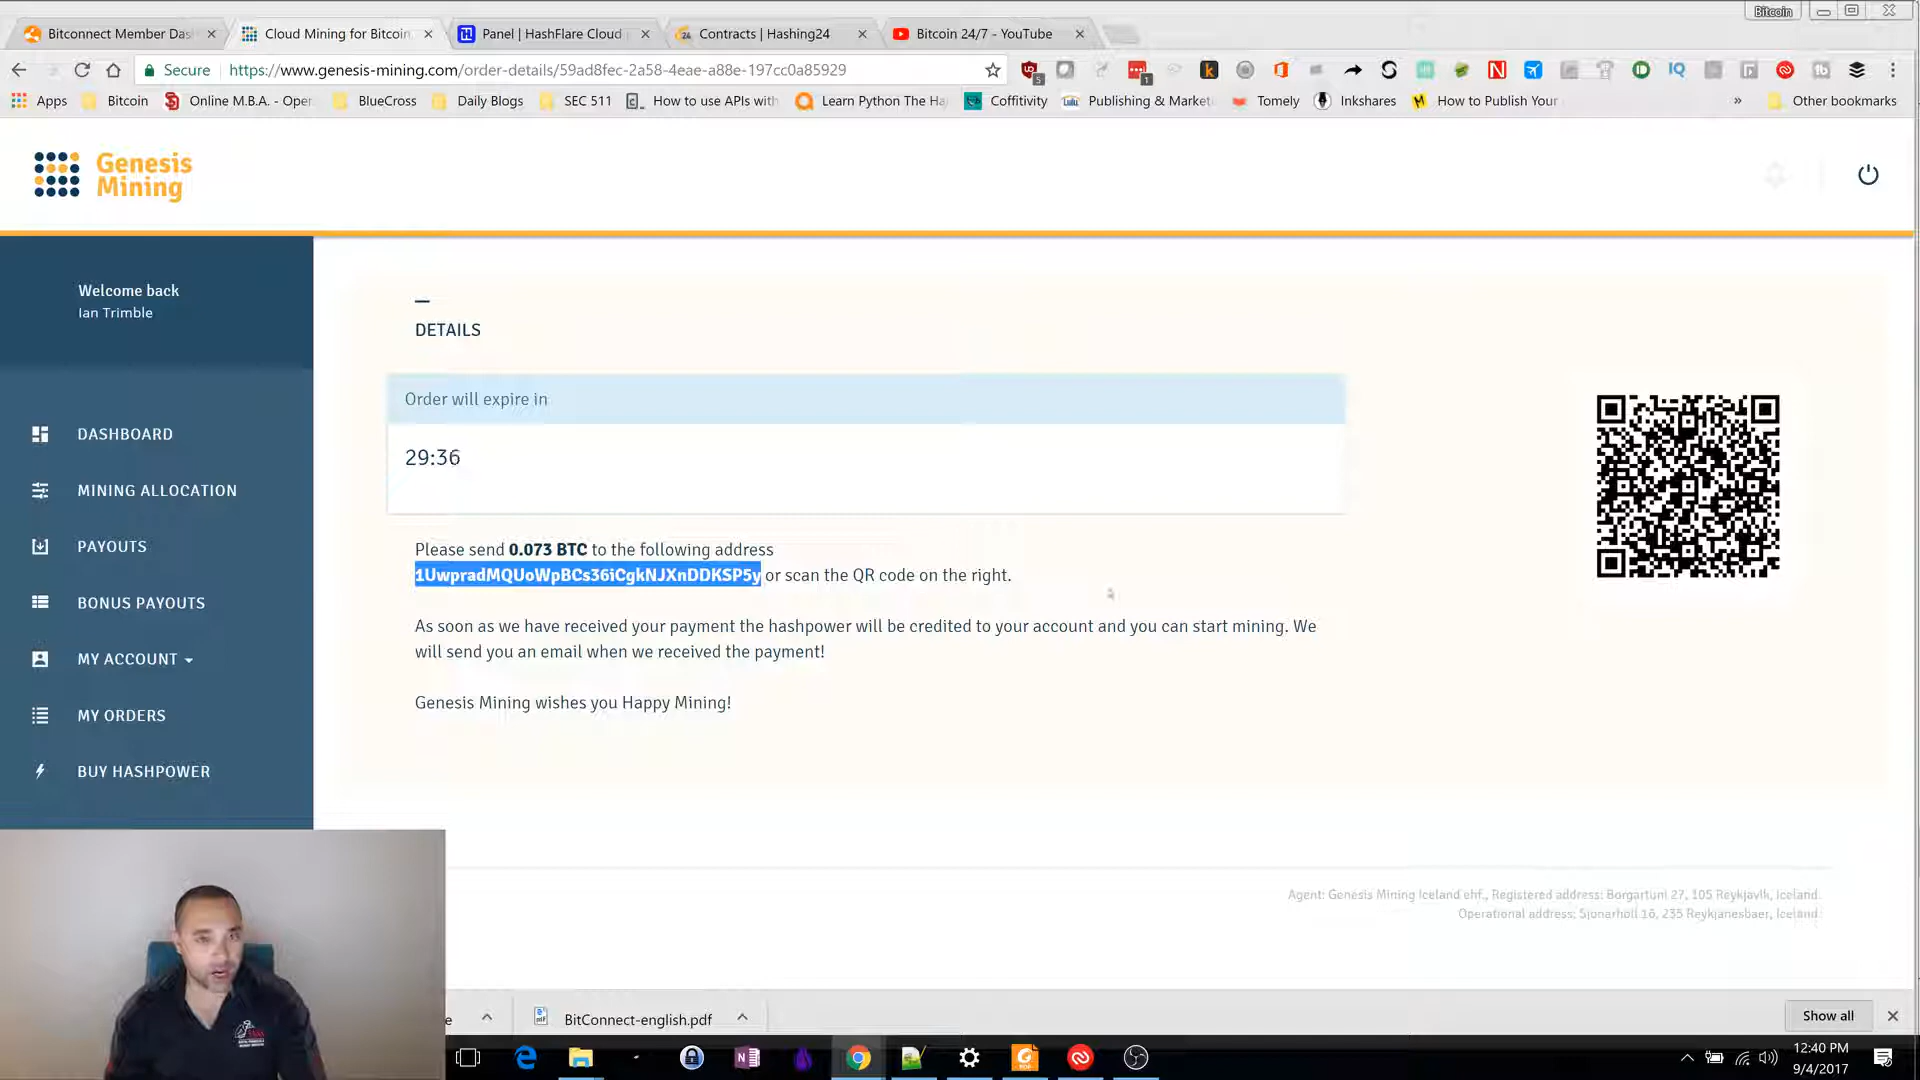 Bitcoin
Bitconnect Member Das
Cloud Mining for Bitcoin
Panel | HashFlare Cloud
Contracts | Hashing24
Bitcoin 24/7 - YouTube
Secure
https://www.genesis-mining.com/order-details/59ad8fec-2a58-4eae-a88e-197cc0a85929
Apps
Bitcoin
Online M.B.A. - Oper
BlueCross
Daily Blogs
SEC 511
How to use APIs with
Learn Python The Ha
Coffitivity
Publishing & Market
Tomely
Inkshares
How to Publish Your
»
Other bookmarks
Genesis
Mining
Welcome back
Ian Trimble
DASHBOARD
MINING ALLOCATION
PAYOUTS
BONUS PAYOUTS
MY ACCOUNT
MY ORDERS
BUY HASHPOWER
DETAILS
Order will expire in
29:36
Please send 0.073 BTC to the following address
1UwpradMQUoWpBCs36iCgkNJXnDDKSP5y or scan the QR code on the right.
As soon as we have received your payment the hashpower will be credited to your account and you can start mining. We
will send you an email when we received the payment!
Genesis Mining wishes you Happy Mining!
Agent: Genesis Mining Iceland ehf., Registered address: Borgartuni 27, 105 Reykjavik, Iceland.
Operational address: Sjonarholl 16, 235 Reykjanesbaer, Iceland.
BitConnect-english.pdf
Show all
12:40 PM
9/4/2017